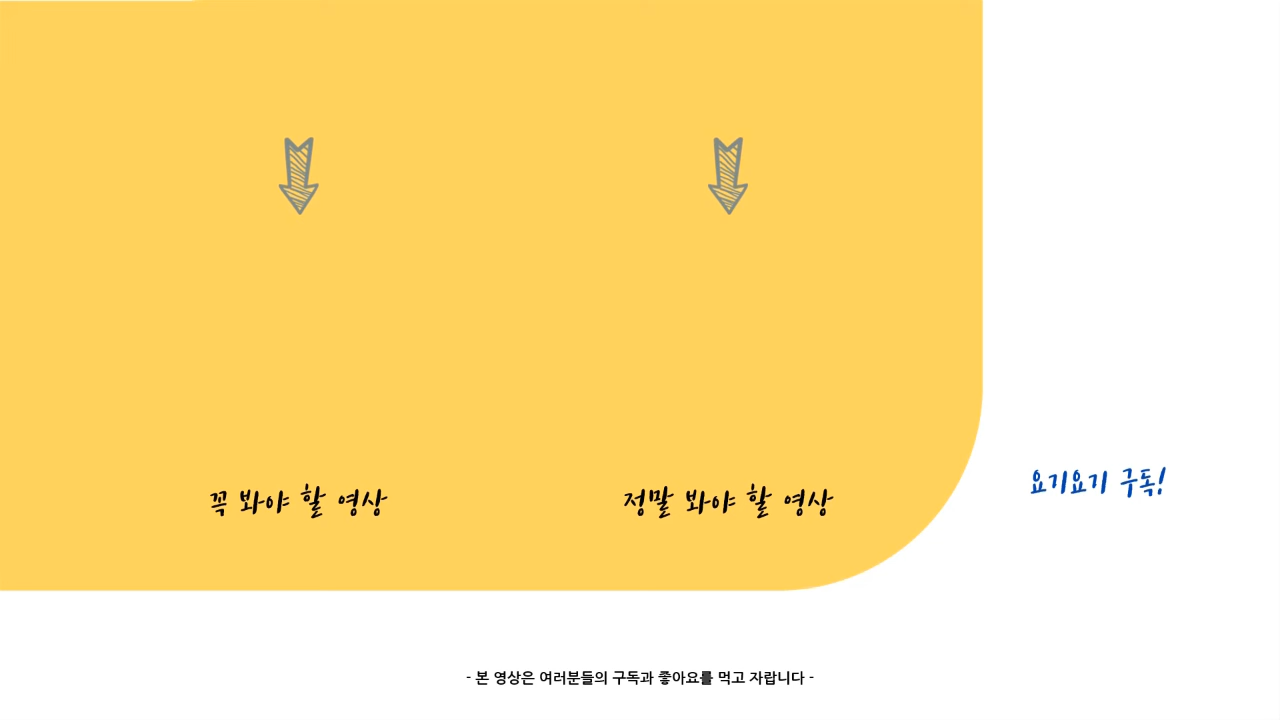 꼭 봐야 할 영상
정말 봐야 할 영상
요기요기 구독!
- 본 영상은 여러분들의 구독과 좋아요를 먹고 자랍니다 -